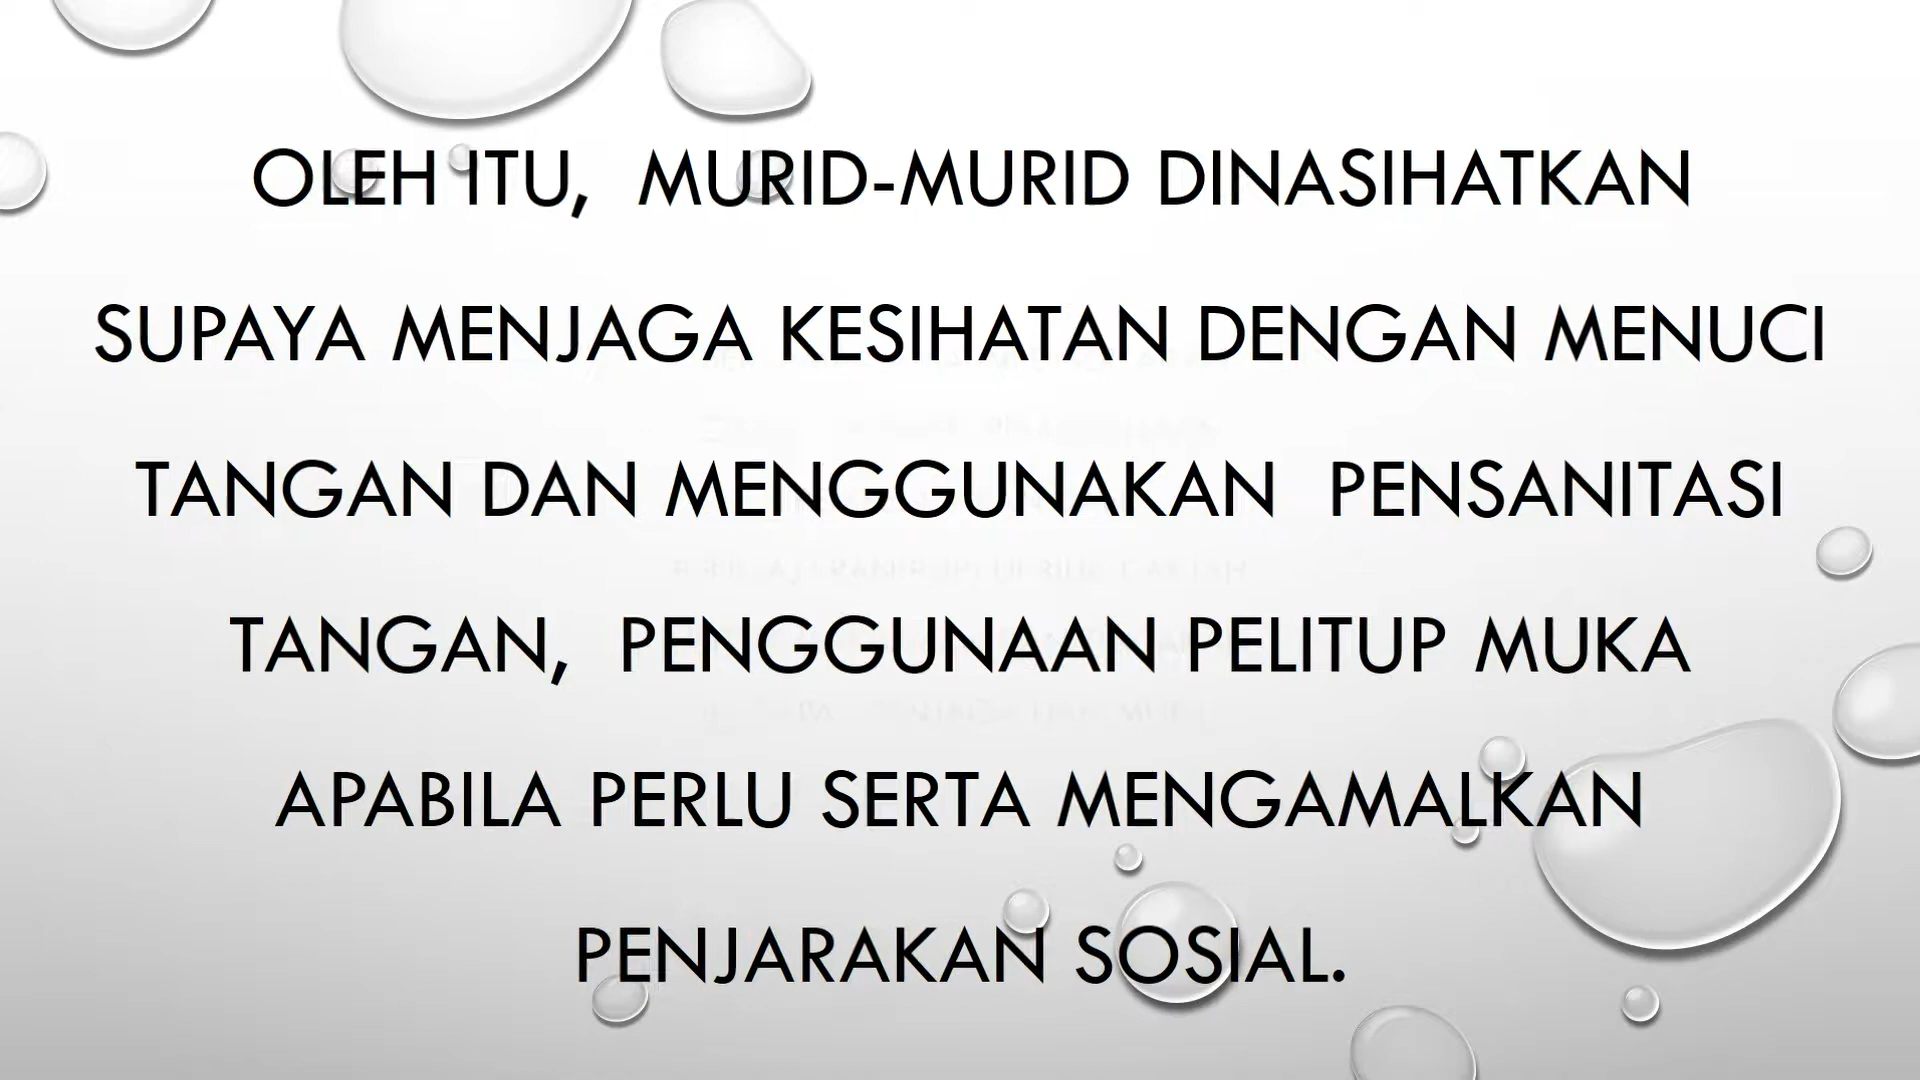 OLEH ITU, MURID-MURID DINASIHATKAN
SUPAYA MENJAGA KESIHATAN DENGAN MENUCI
TANGAN DAN MENGGUNAKAN PENSANITASI
TANGAN, PENGGUNAAN PELITUP MUKA
APABILA PERLU SERTA MENGAMALKAN
PENJARAKAN SOSIAL.